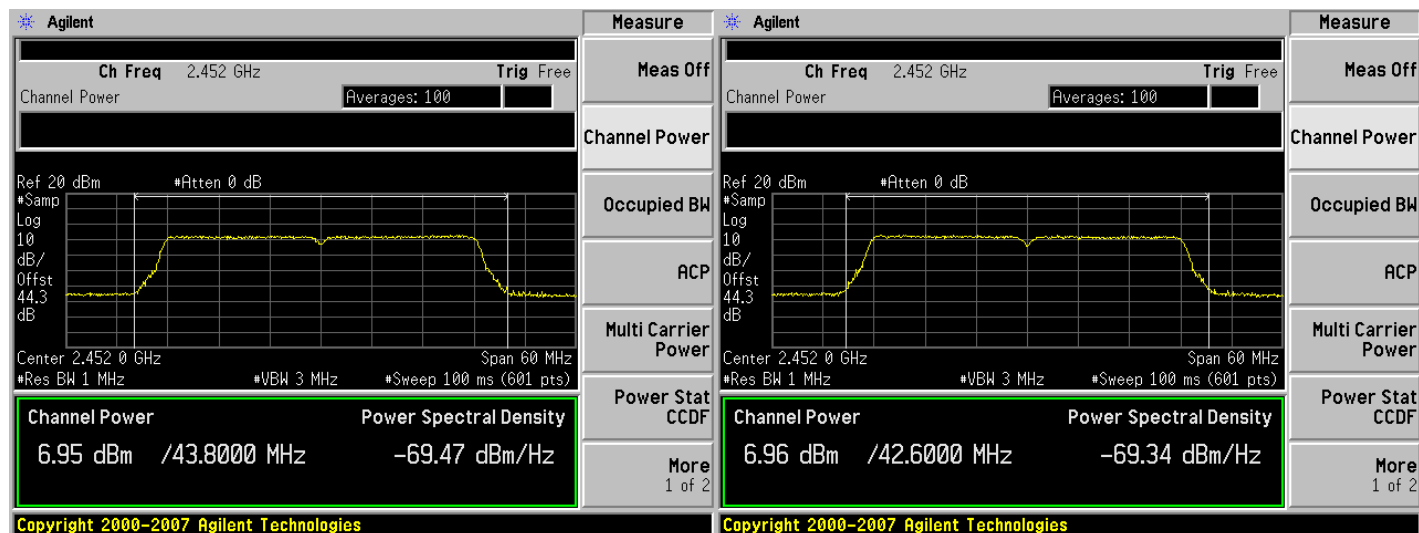 Agilent
Ch Freq 2.452 GHz Trig Free
Channel Power Averages: 100
Ref 20 dBm #Atten 0 dB
#Samp
Log
10
dB/
Offst
44.3
dB
Center 2.452 0 GHz Span 60 MHz
#Res BW 1 MHz #VBW 3 MHz #Sweep 100 ms (601 pts)
Channel Power Power Spectral Density
6.95 dBm /43.8000 MHz -69.47 dBm/Hz
Copyright 2000-2007 Agilent Technologies
Measure
Meas Off
Channel Power
Occupied BW
ACP
Multi Carrier
Power
Power Stat
CCDF
More
1 of 2
Agilent
Ch Freq 2.452 GHz Trig Free
Channel Power Averages: 100
Ref 20 dBm #Atten 0 dB
#Samp
Log
10
dB/
Offst
44.3
dB
Center 2.452 0 GHz Span 60 MHz
#Res BW 1 MHz #VBW 3 MHz #Sweep 100 ms (601 pts)
Channel Power Power Spectral Density
6.96 dBm /42.6000 MHz -69.34 dBm/Hz
Copyright 2000-2007 Agilent Technologies
Measure
Meas Off
Channel Power
Occupied BW
ACP
Multi Carrier
Power
Power Stat
CCDF
More
1 of 2